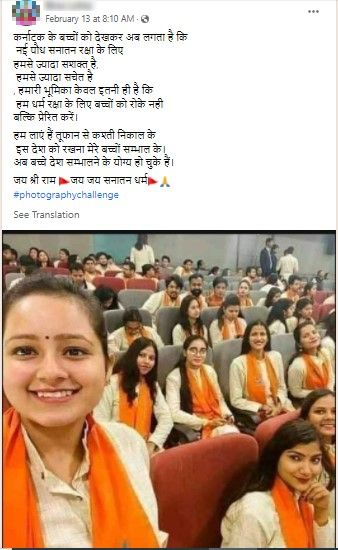 February 13 at 8:10 AM ·
कर्नाटक के बच्चों को देखकर अब लगता है कि
नई पौध सनातन रक्षा के लिए
हमसे ज्यादा सशक्त है,
हमसे ज्यादा सचेत है
, हमारी भूमिका केवल इतनी ही है कि
हम धर्म रक्षा के लिए बच्चों को रोके नही
बल्कि प्रेरित करें।
हम लाएं हैं तूफान से कश्ती निकाल के
इस देश को रखना मेरे बच्चों सम्भाल के।
अब बच्चे देश सम्भालने के योग्य हो चुके हैं।
जय श्री राम 🚩जय जय सनातन धर्म🚩🙏
#photographychallenge
See Translation